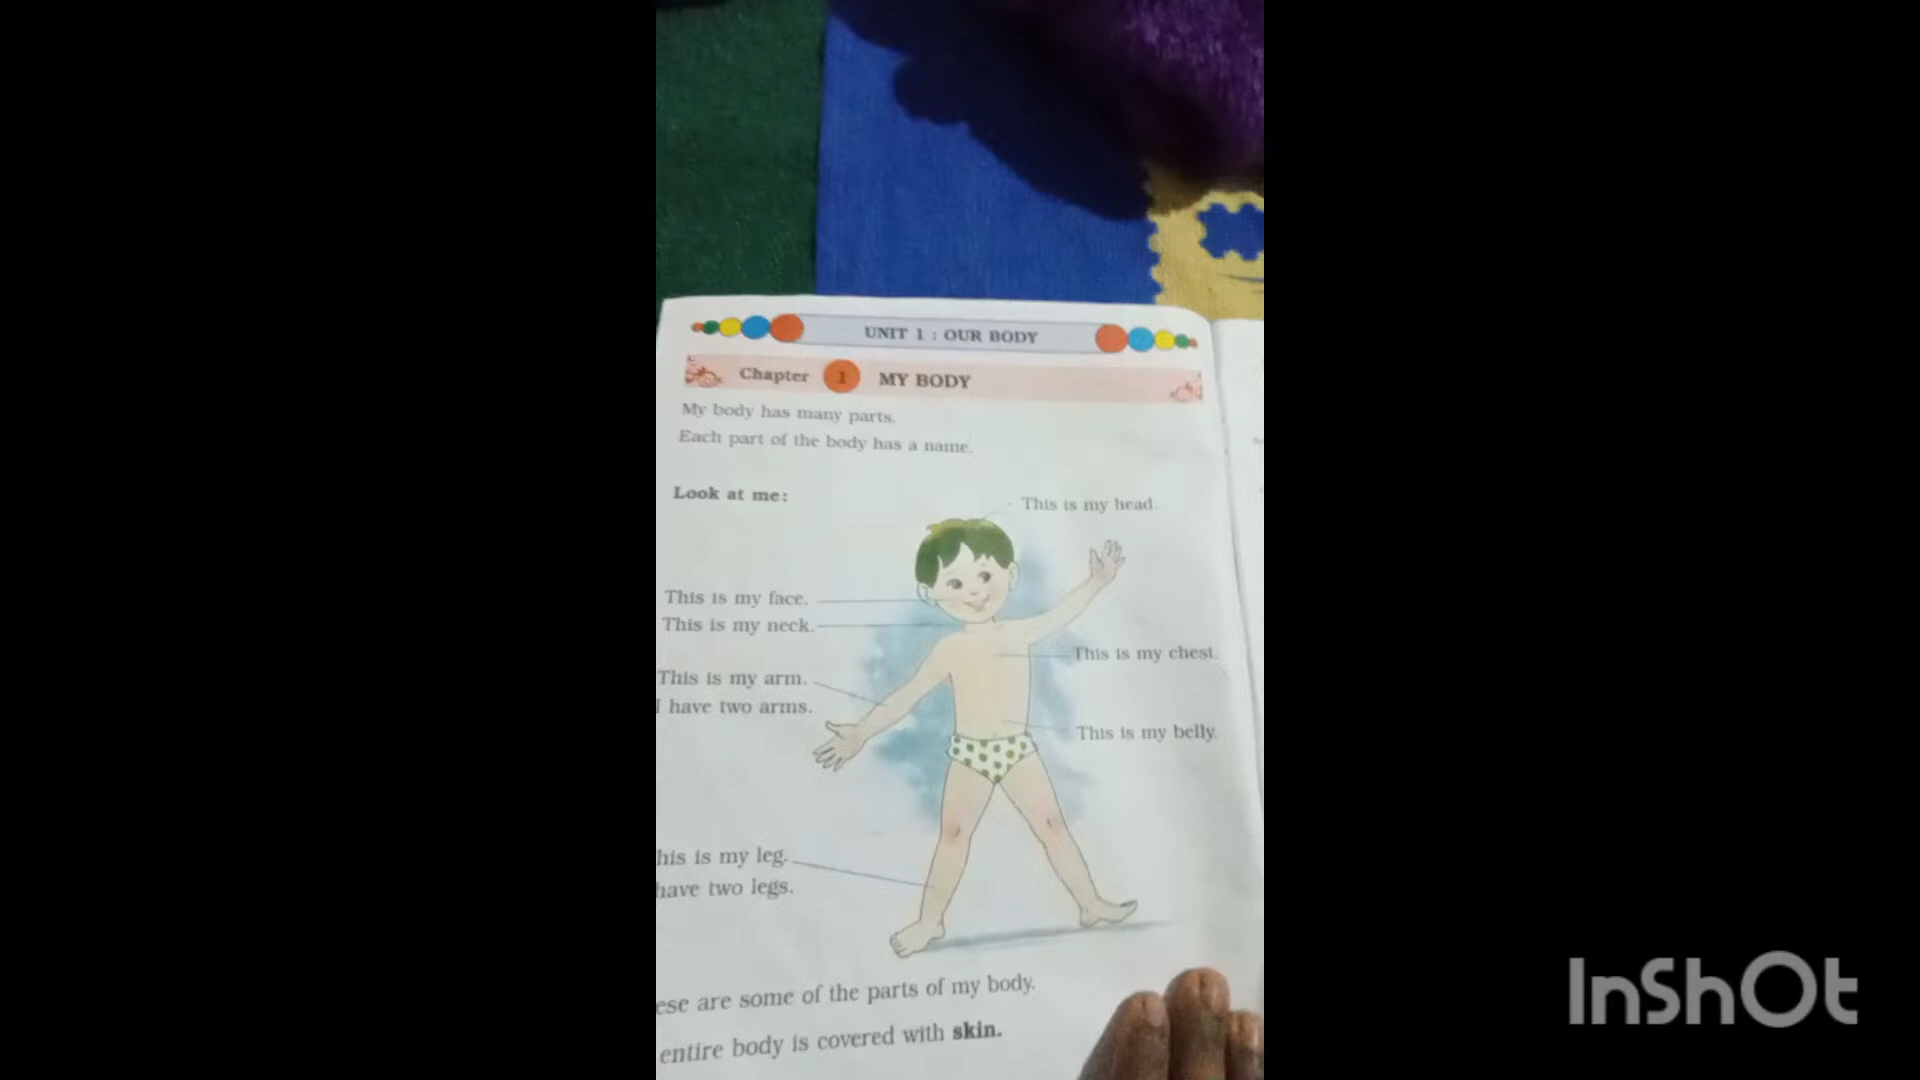 UNIT 1 : OUR BODY
Chapter 1 MY BODY
My body has many parts.
Each part of the body has a name.
Look at me:
This is my head.
This is my face.
This is my neck.
This is my chest.
This is my arm.
I have two arms.
This is my belly.
his is my leg.
have two legs.
ese are some of the parts of my body.
entire body is covered with skin.
InShOt